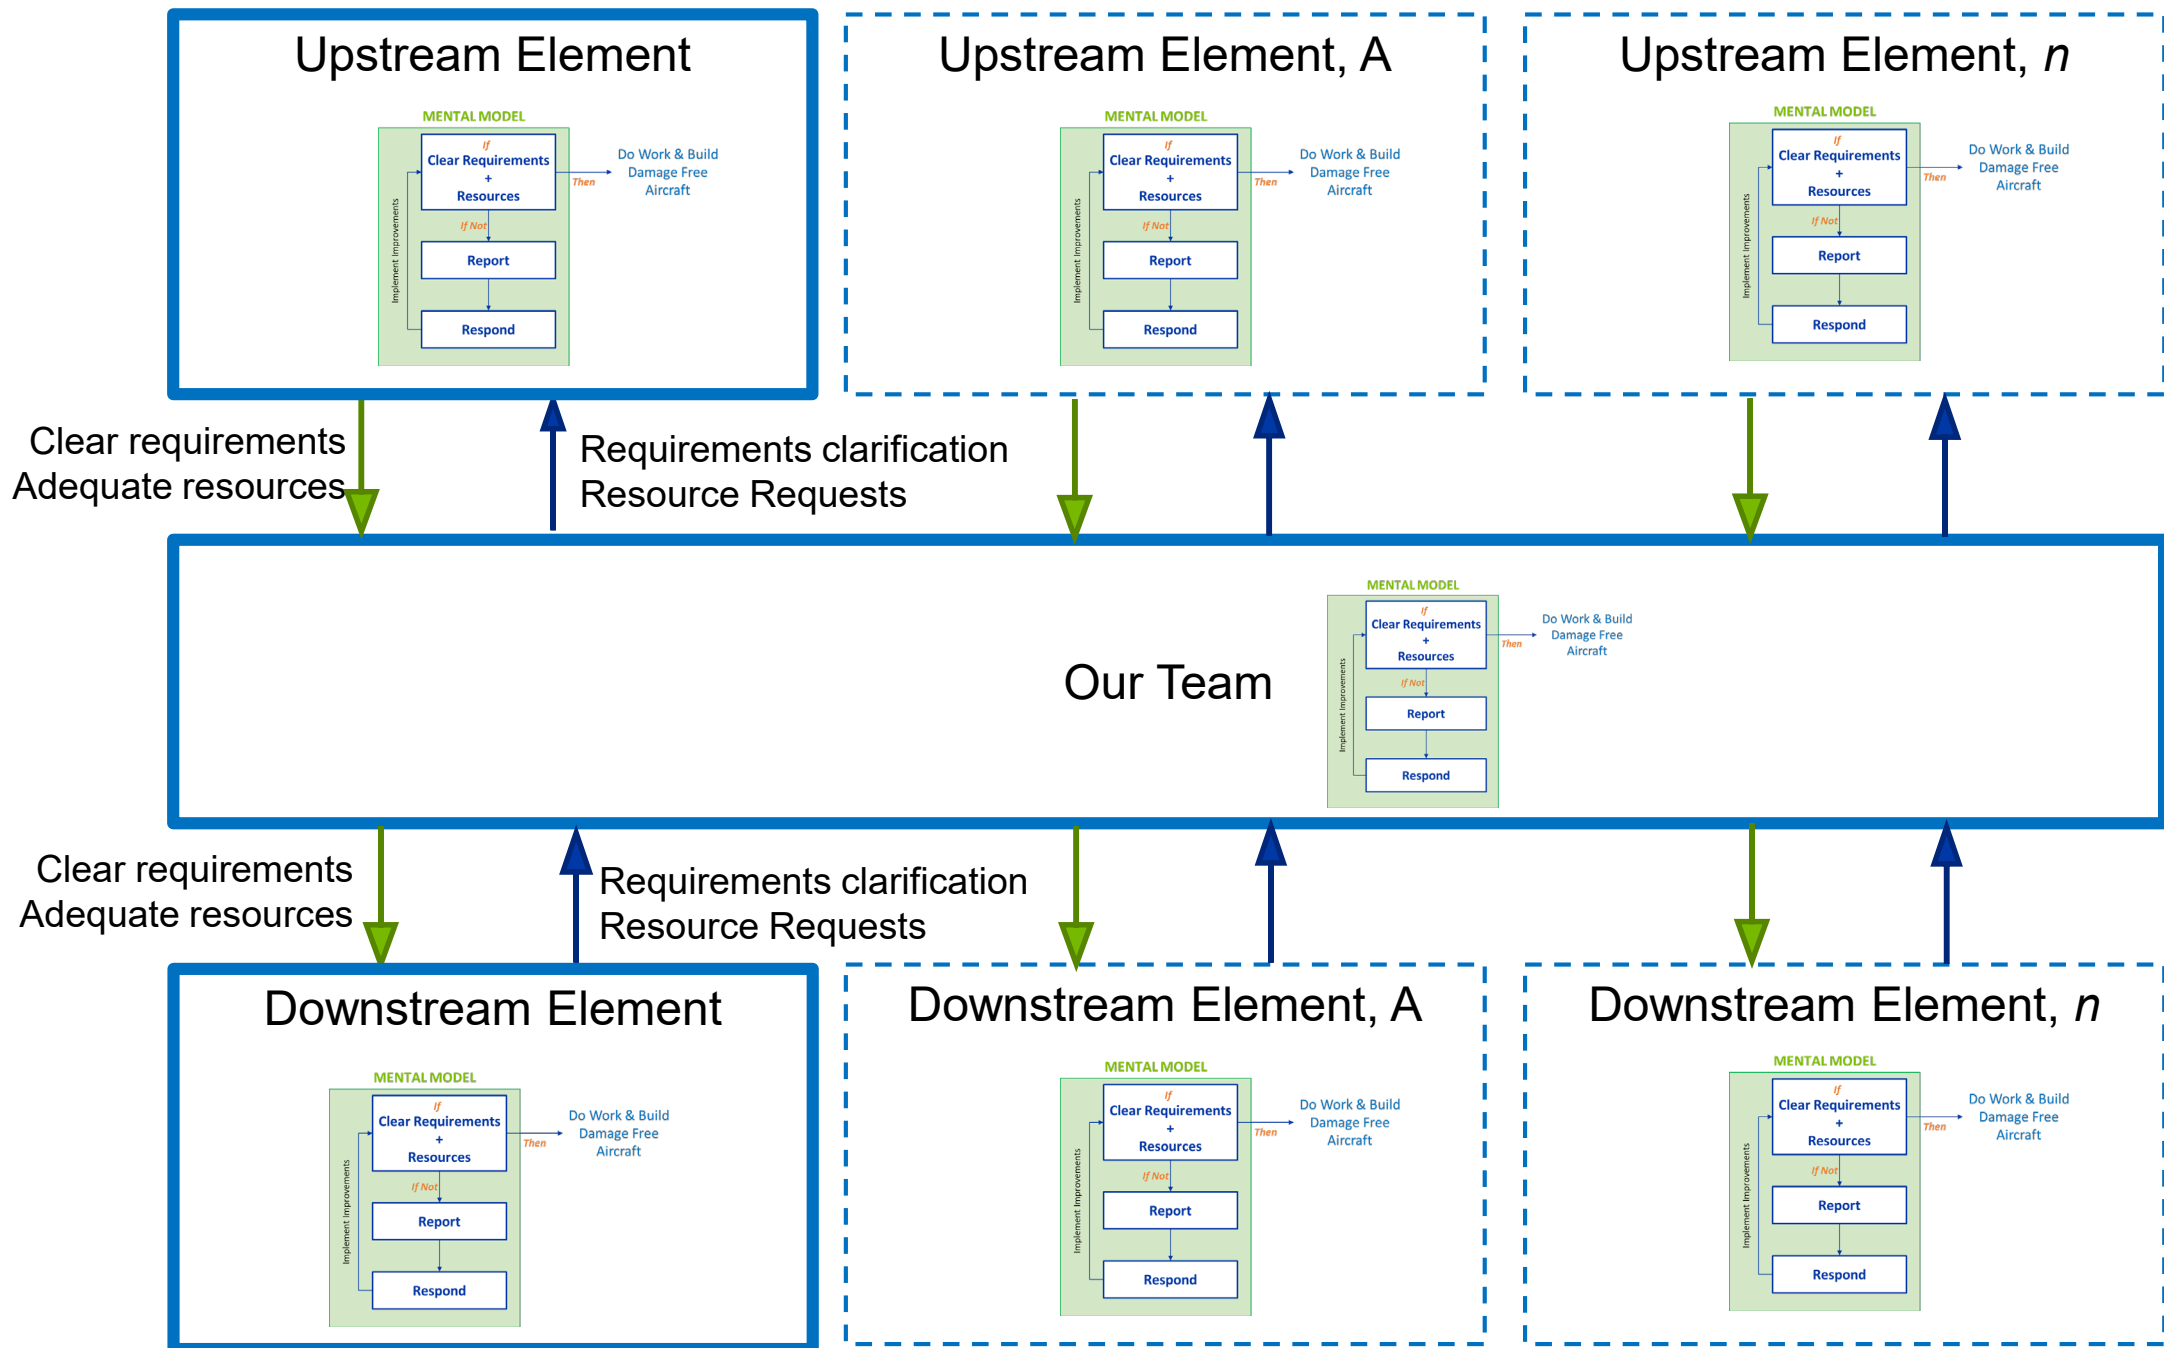 Upstream Element
MENTAL MODEL
If
Clear Requirements
+
Resources
Then
Do Work & Build
Damage Free
Aircraft
If Not
Report
Respond
Implement Improvements
Upstream Element, A
MENTAL MODEL
If
Clear Requirements
+
Resources
Then
Do Work & Build
Damage Free
Aircraft
If Not
Report
Respond
Implement Improvements
Upstream Element, n
MENTAL MODEL
If
Clear Requirements
+
Resources
Then
Do Work & Build
Damage Free
Aircraft
If Not
Report
Respond
Implement Improvements
Clear requirements
Adequate resources
Requirements clarification
Resource Requests
Our Team
MENTAL MODEL
If
Clear Requirements
+
Resources
Then
Do Work & Build
Damage Free
Aircraft
If Not
Report
Respond
Implement Improvements
Clear requirements
Adequate resources
Requirements clarification
Resource Requests
Downstream Element
MENTAL MODEL
If
Clear Requirements
+
Resources
Then
Do Work & Build
Damage Free
Aircraft
If Not
Report
Respond
Implement Improvements
Downstream Element, A
MENTAL MODEL
If
Clear Requirements
+
Resources
Then
Do Work & Build
Damage Free
Aircraft
If Not
Report
Respond
Implement Improvements
Downstream Element, n
MENTAL MODEL
If
Clear Requirements
+
Resources
Then
Do Work & Build
Damage Free
Aircraft
If Not
Report
Respond
Implement Improvements